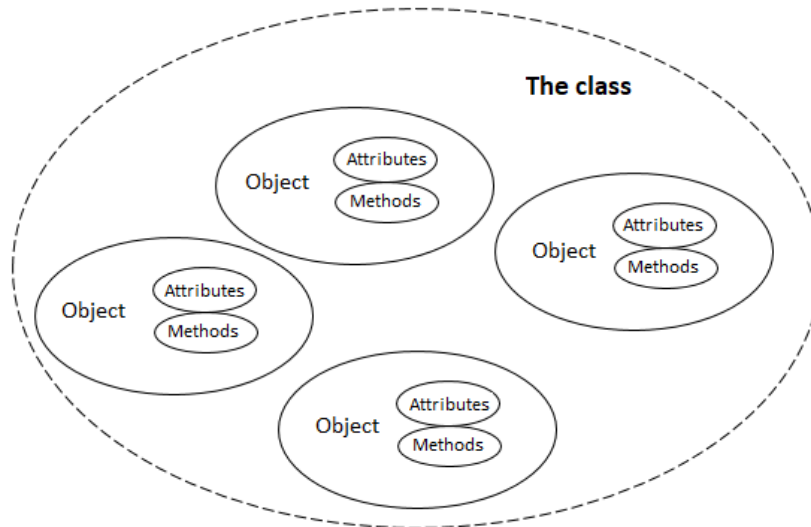 The class
Attributes
Object
Methods
Attributes
Object
Methods
Attributes
Object
Methods
Attributes
Object
Methods